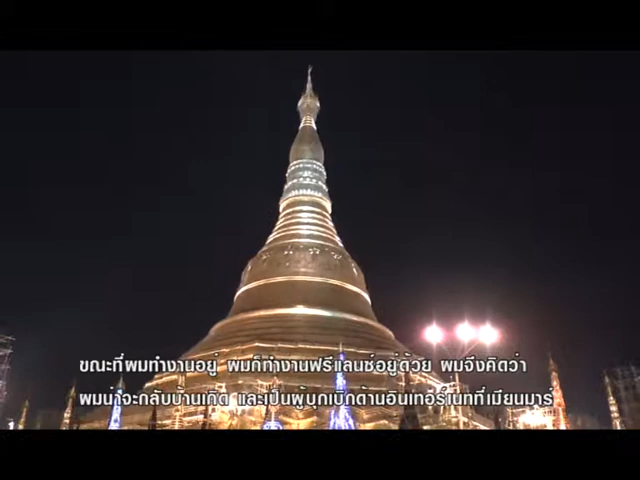 ขณะที่ผมทำงานอยู่ ผมก็ทำงานฟรีแลนซ์อยู่ด้วย ผมจึงคิดว่า
ผมน่าจะกลับบ้านเกิด และเป็นผู้บุกเบิกด้านอินเทอร์เน็ทที่เมียนมาร์